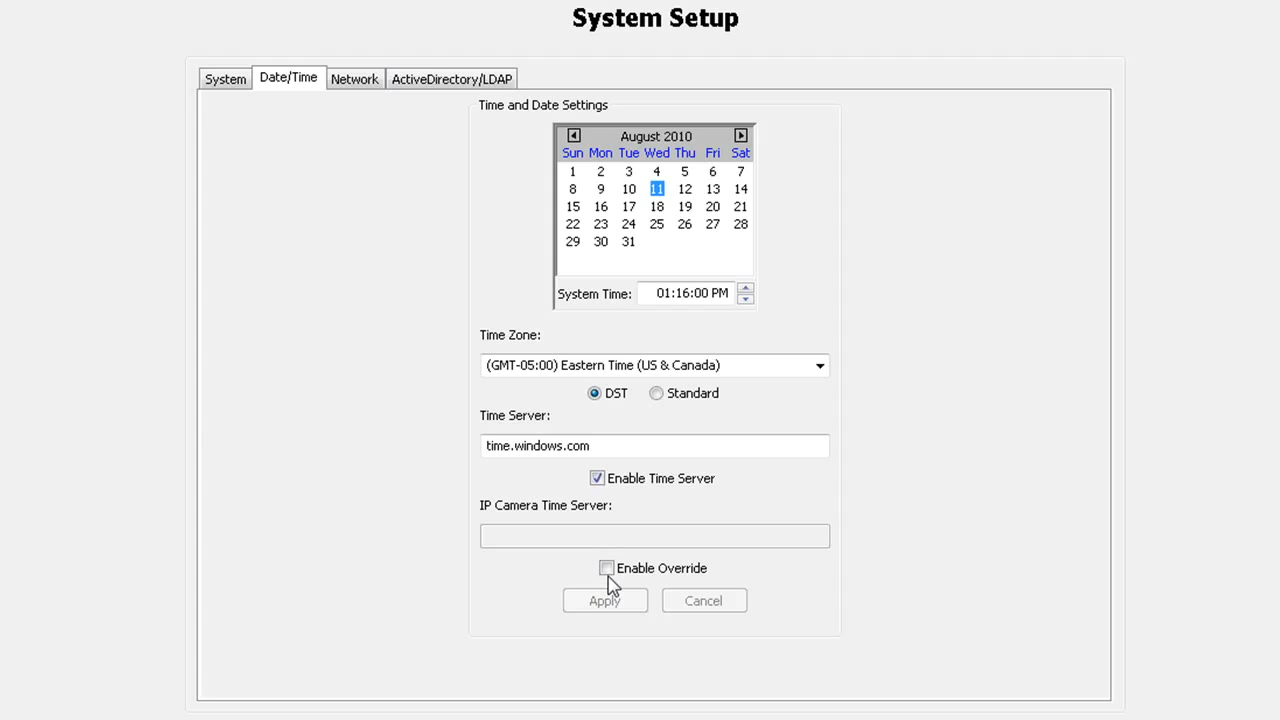 System Setup
System Date/Time Network ActiveDirectory/LDAP
Time and Date Settings
August 2010
Sun Mon Tue Wed Thu Fri Sat
1 2 3 4 5 6 7
8 9 10 11 12 13 14
15 16 17 18 19 20 21
22 23 24 25 26 27 28
29 30 31
System Time: 01:16:00 PM
Time Zone:
(GMT-05:00) Eastern Time (US & Canada)
DST Standard
Time Server:
time.windows.com
Enable Time Server
IP Camera Time Server:
Enable Override
Apply Cancel